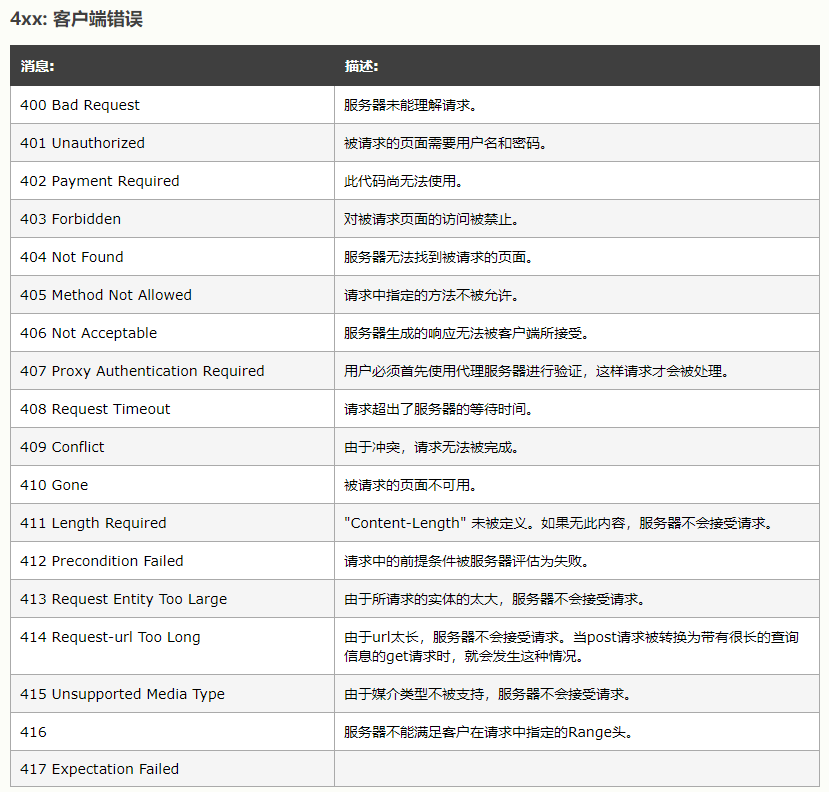 4xx: 客户端错误
消息: 描述:
400 Bad Request 服务器未能理解请求。
401 Unauthorized 被请求的页面需要用户名和密码。
402 Payment Required 此代码尚无法使用。
403 Forbidden 对被请求页面的访问被禁止。
404 Not Found 服务器无法找到被请求的页面。
405 Method Not Allowed 请求中指定的方法不被允许。
406 Not Acceptable 服务器生成的响应无法被客户端所接受。
407 Proxy Authentication Required 用户必须首先使用代理服务器进行验证，这样请求才会被处理。
408 Request Timeout 请求超出了服务器的等待时间。
409 Conflict 由于冲突，请求无法被完成。
410 Gone 被请求的页面不可用。
411 Length Required "Content-Length" 未被定义。如果无此内容，服务器不会接受请求。
412 Precondition Failed 请求中的前提条件被服务器评估为失败。
413 Request Entity Too Large 由于所请求的实体的太大，服务器不会接受请求。
414 Request-url Too Long 由于url太长，服务器不会接受请求。当post请求被转换为带有很长的查询
信息的get请求时，就会发生这种情况。
415 Unsupported Media Type 由于媒介类型不被支持，服务器不会接受请求。
416 服务器不能满足客户在请求中指定的Range头。
417 Expectation Failed